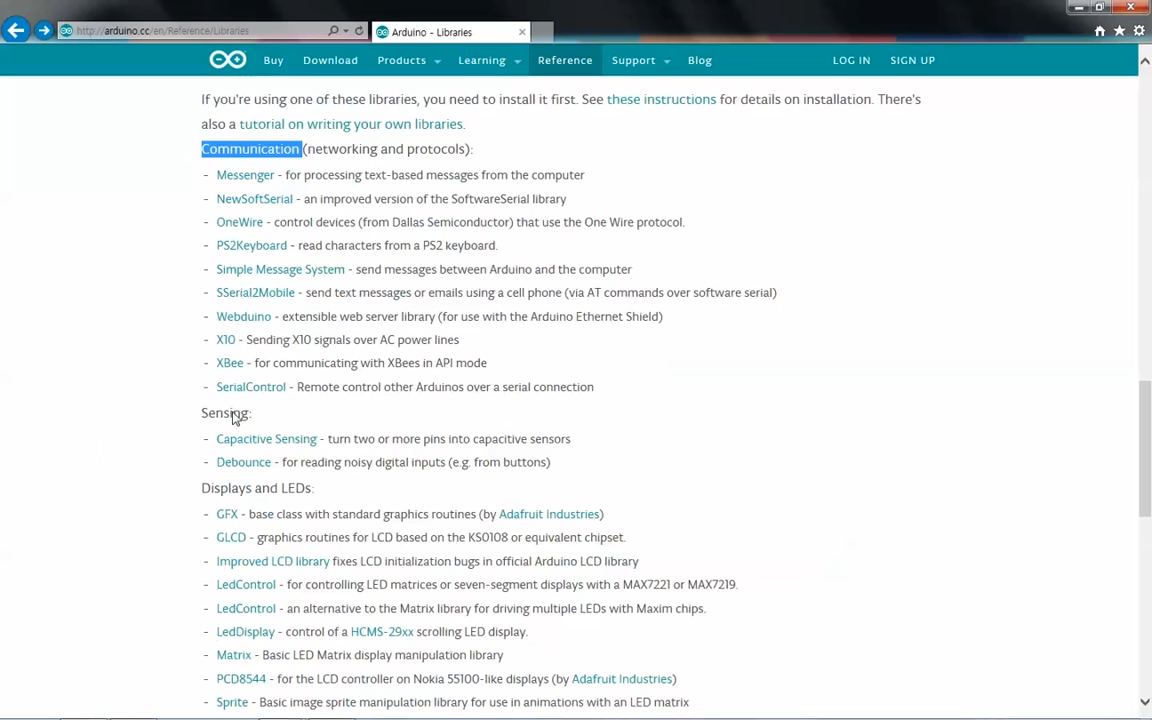 http://arduino.cc/en/Reference/Libraries
Arduino - Libraries
Buy Download Products Learning Reference Support Blog LOG IN SIGN UP
If you're using one of these libraries, you need to install it first. See these instructions for details on installation. There's
also a tutorial on writing your own libraries.
Communication (networking and protocols):
- Messenger - for processing text-based messages from the computer
- NewSoftSerial - an improved version of the SoftwareSerial library
- OneWire - control devices (from Dallas Semiconductor) that use the One Wire protocol.
- PS2Keyboard - read characters from a PS2 keyboard.
- Simple Message System - send messages between Arduino and the computer
- SSerial2Mobile - send text messages or emails using a cell phone (via AT commands over software serial)
- Webduino - extensible web server library (for use with the Arduino Ethernet Shield)
- X10 - Sending X10 signals over AC power lines
- XBee - for communicating with XBees in API mode
- SerialControl - Remote control other Arduinos over a serial connection
Sensing:
- Capacitive Sensing - turn two or more pins into capacitive sensors
- Debounce - for reading noisy digital inputs (e.g. from buttons)
Displays and LEDs:
- GFX - base class with standard graphics routines (by Adafruit Industries)
- GLCD - graphics routines for LCD based on the KS0108 or equivalent chipset.
- Improved LCD library fixes LCD initialization bugs in official Arduino LCD library
- LedControl - for controlling LED matrices or seven-segment displays with a MAX7221 or MAX7219.
- LedControl - an alternative to the Matrix library for driving multiple LEDs with Maxim chips.
- LedDisplay - control of a HCMS-29xx scrolling LED display.
- Matrix - Basic LED Matrix display manipulation library
- PCD8544 - for the LCD controller on Nokia 55100-like displays (by Adafruit Industries)
- Sprite - Basic image sprite manipulation library for use in animations with an LED matrix